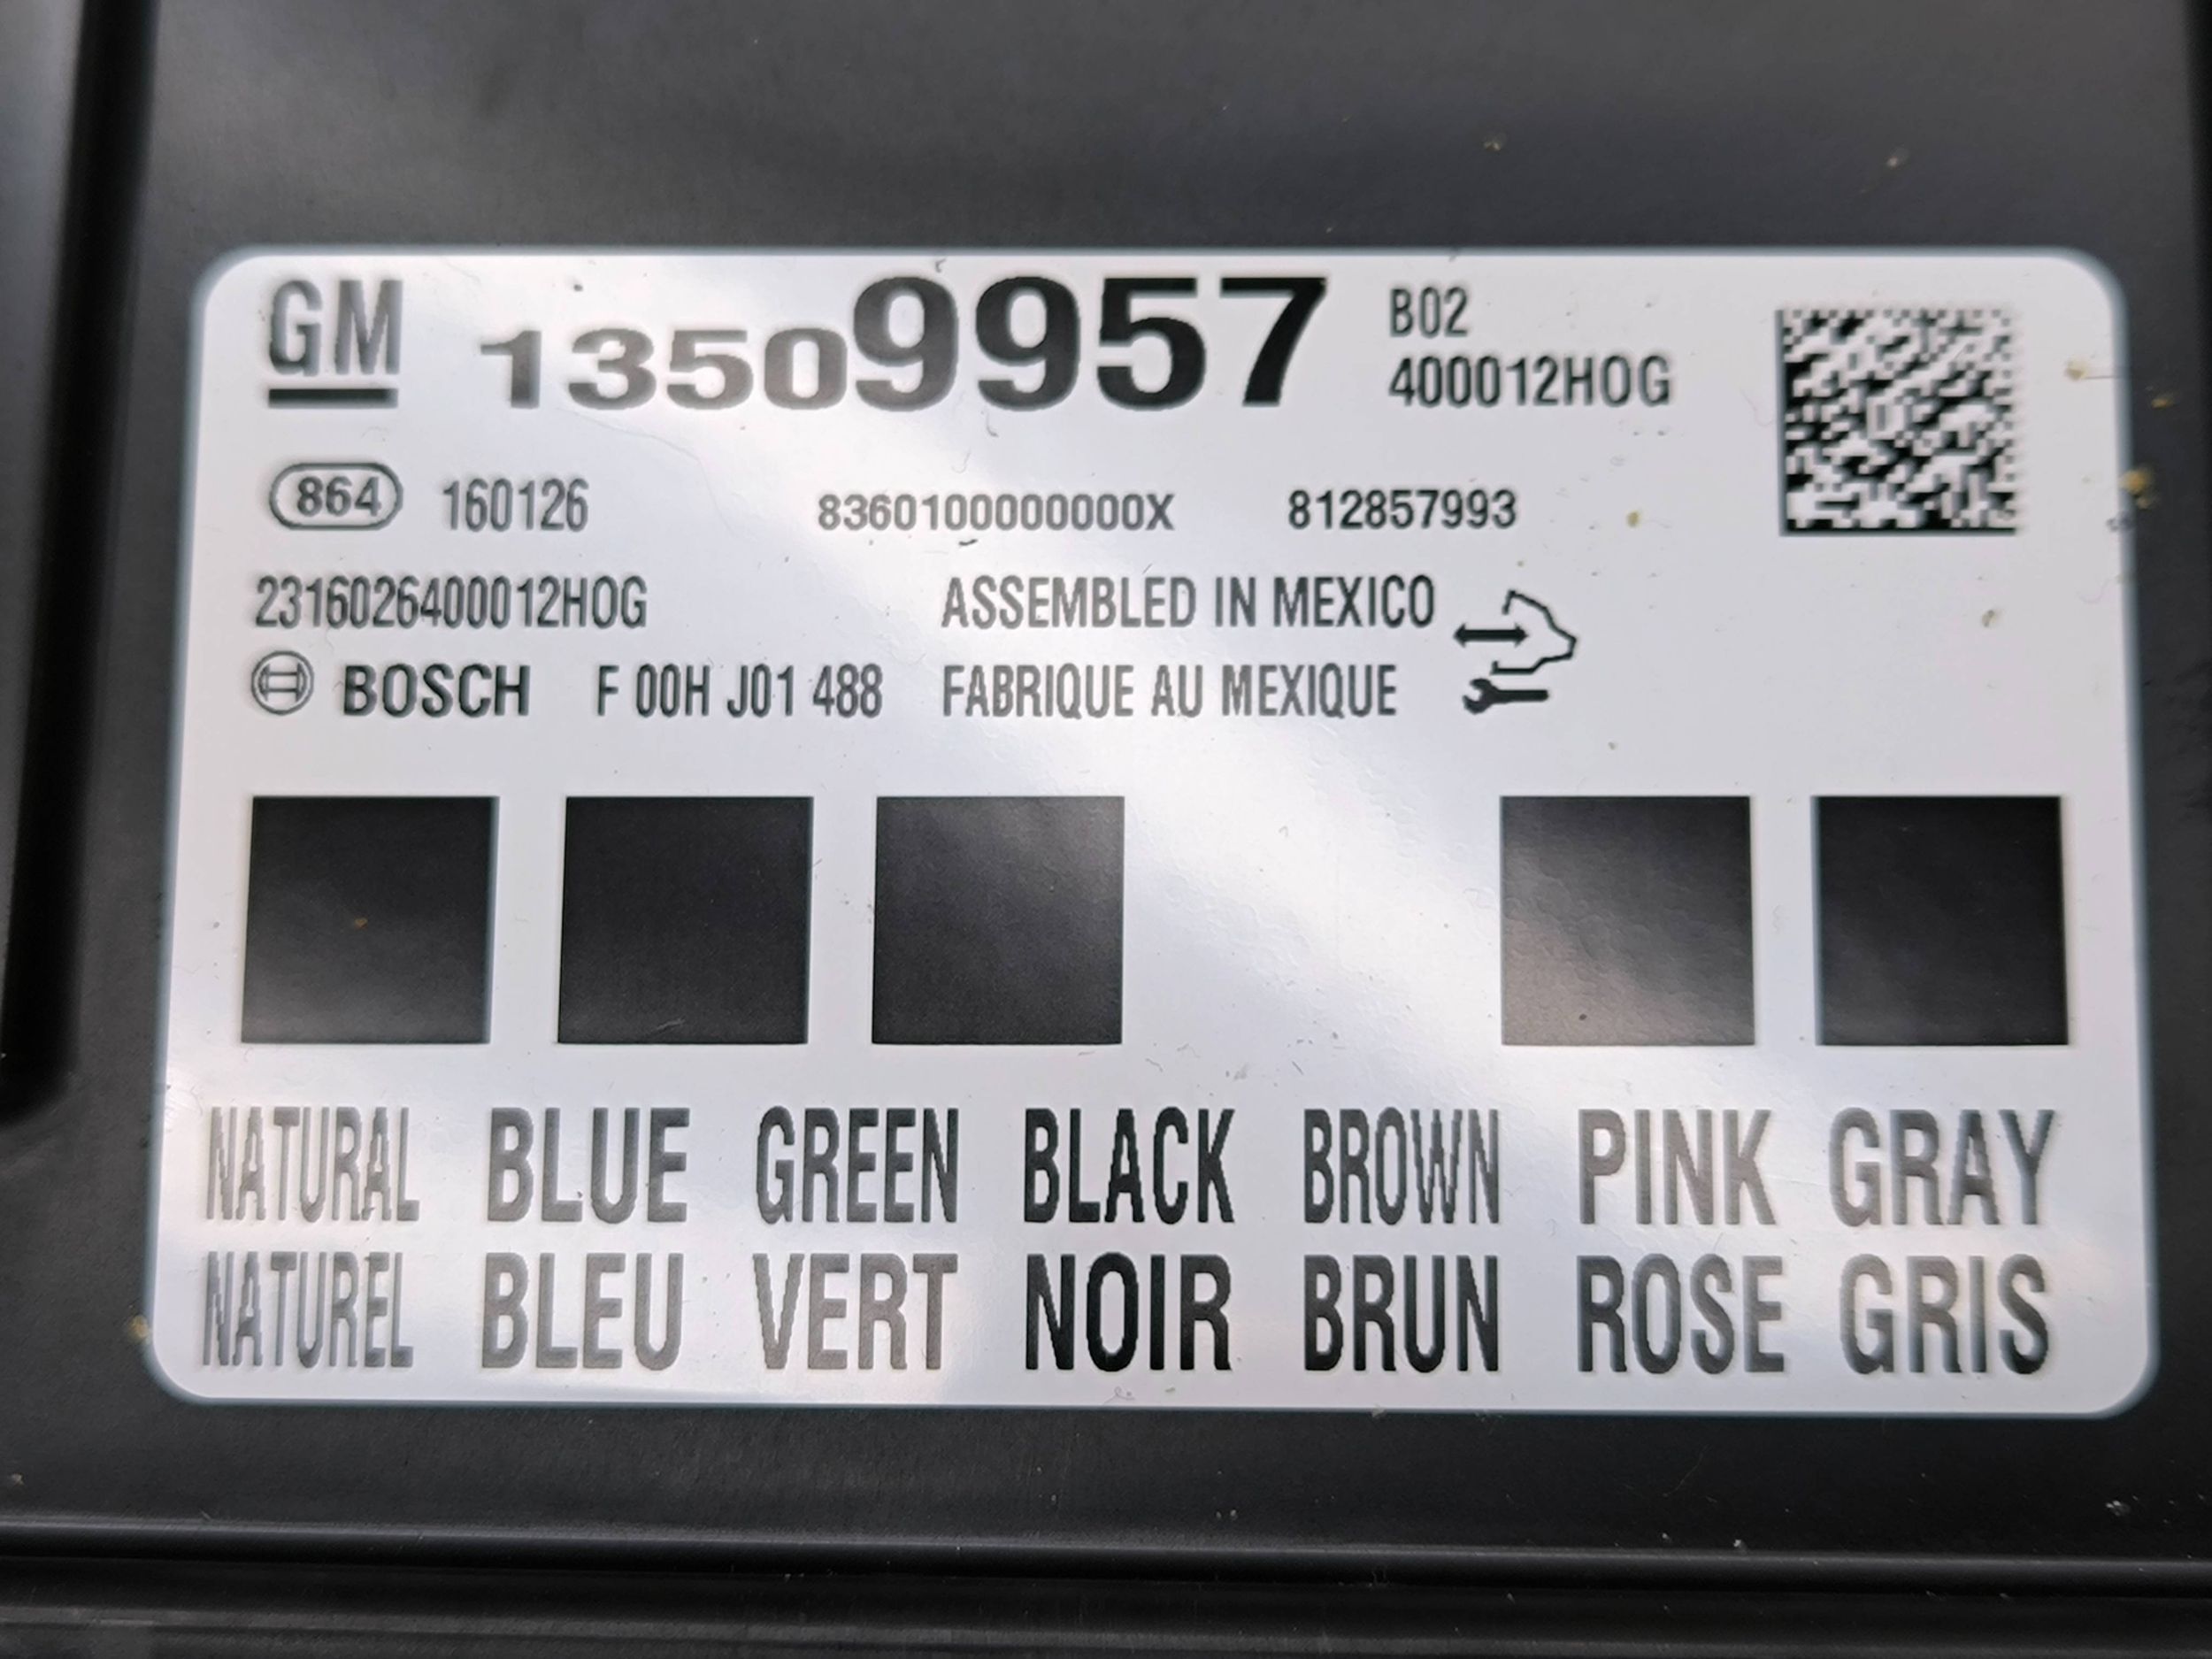 GM 13509957 B02
400012HOG
864 160126 8360100000000X 812857993
2316026400012HOG ASSEMBLED IN MEXICO
BOSCH F 00H J01 488 FABRIQUE AU MEXIQUE
NATURAL BLUE GREEN BLACK BROWN PINK GRAY
NATUREL BLEU VERT NOIR BRUN ROSE GRIS